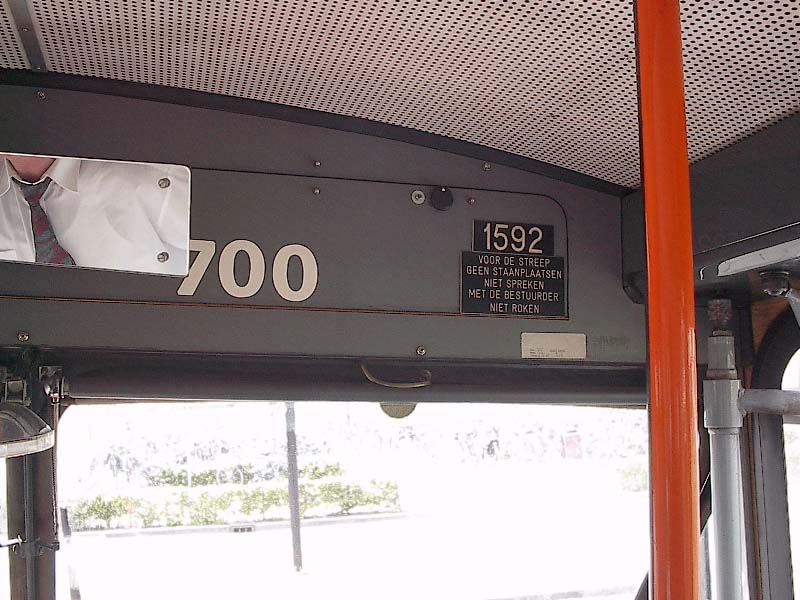 700
1592
VOOR DE STREEP
GEEN STAANPLAATSEN
NIET SPREKEN
MET DE BESTUURDER
NIET ROKEN